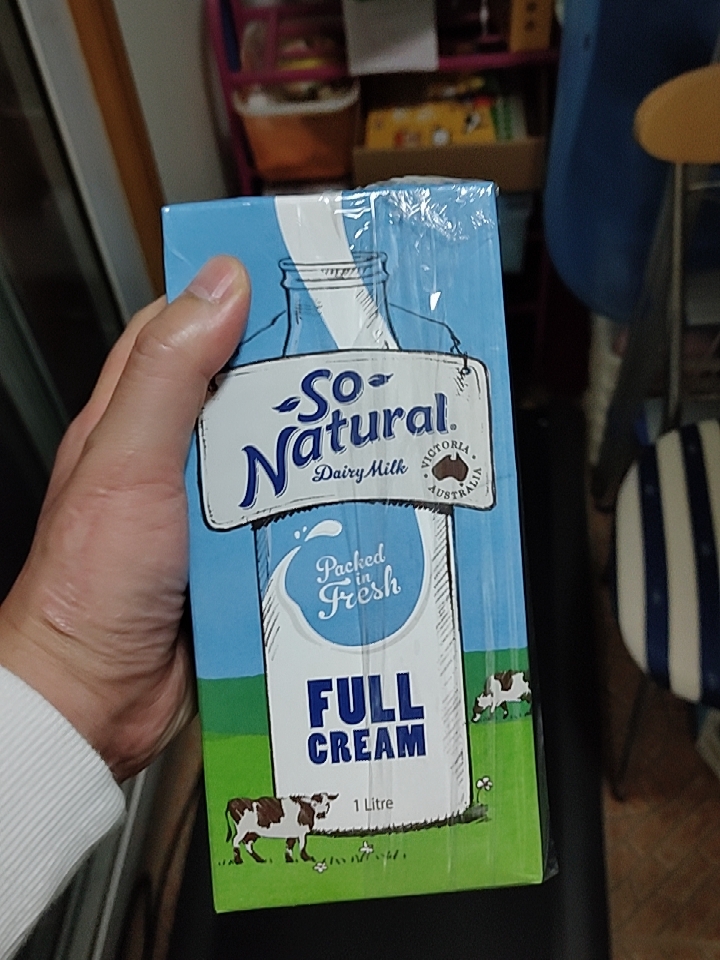 So
Natural®
Dairy Milk
VICTORIA
AUSTRALIA
Packed
in
Fresh
FULL
CREAM
1 Litre